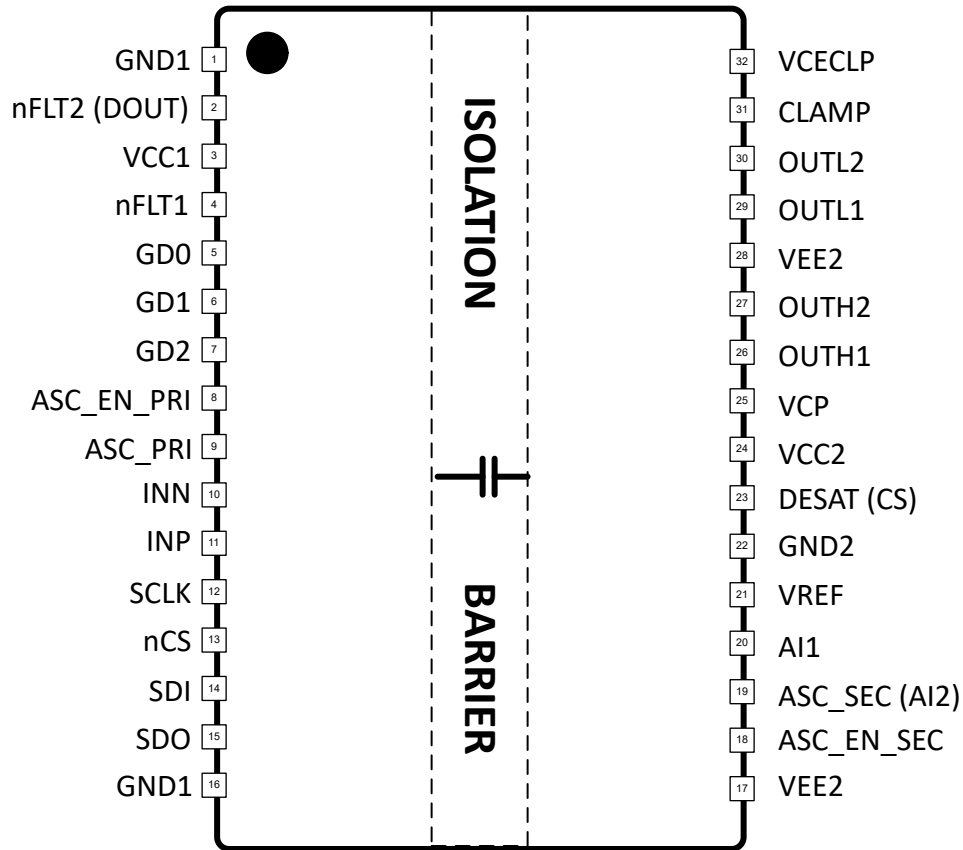 GND1 1
nFLT2 (DOUT) 2
VCC1 3
nFLT1 4
GD0 5
GD1 6
GD2 7
ASC_EN_PRI 8
ASC_PRI 9
INN 10
INP 11
SCLK 12
nCS 13
SDI 14
SDO 15
GND1 16
ISOLATION
BARRIER
32 VCECLP
31 CLAMP
30 OUTL2
29 OUTL1
28 VEE2
27 OUTH2
26 OUTH1
25 VCP
24 VCC2
23 DESAT (CS)
22 GND2
21 VREF
20 AI1
19 ASC_SEC (AI2)
18 ASC_EN_SEC
17 VEE2